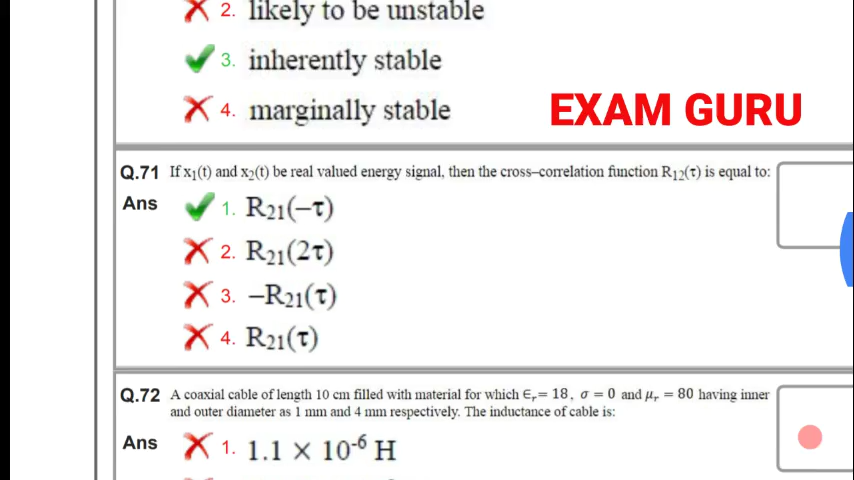 2. likely to be unstable
3. inherently stable
4. marginally stable
EXAM GURU
Q.71 If x₁(t) and x₂(t) be real valued energy signal, then the cross–correlation function R₁₂(τ) is equal to:
Ans
1. R₂₁(−τ)
2. R₂₁(2τ)
3. −R₂₁(τ)
4. R₂₁(τ)
Q.72 A coaxial cable of length 10 cm filled with material for which ∈ᵣ= 18, σ = 0 and μᵣ = 80 having inner
and outer diameter as 1 mm and 4 mm respectively. The inductance of cable is:
Ans
1. 1.1 × 10⁻⁶ H